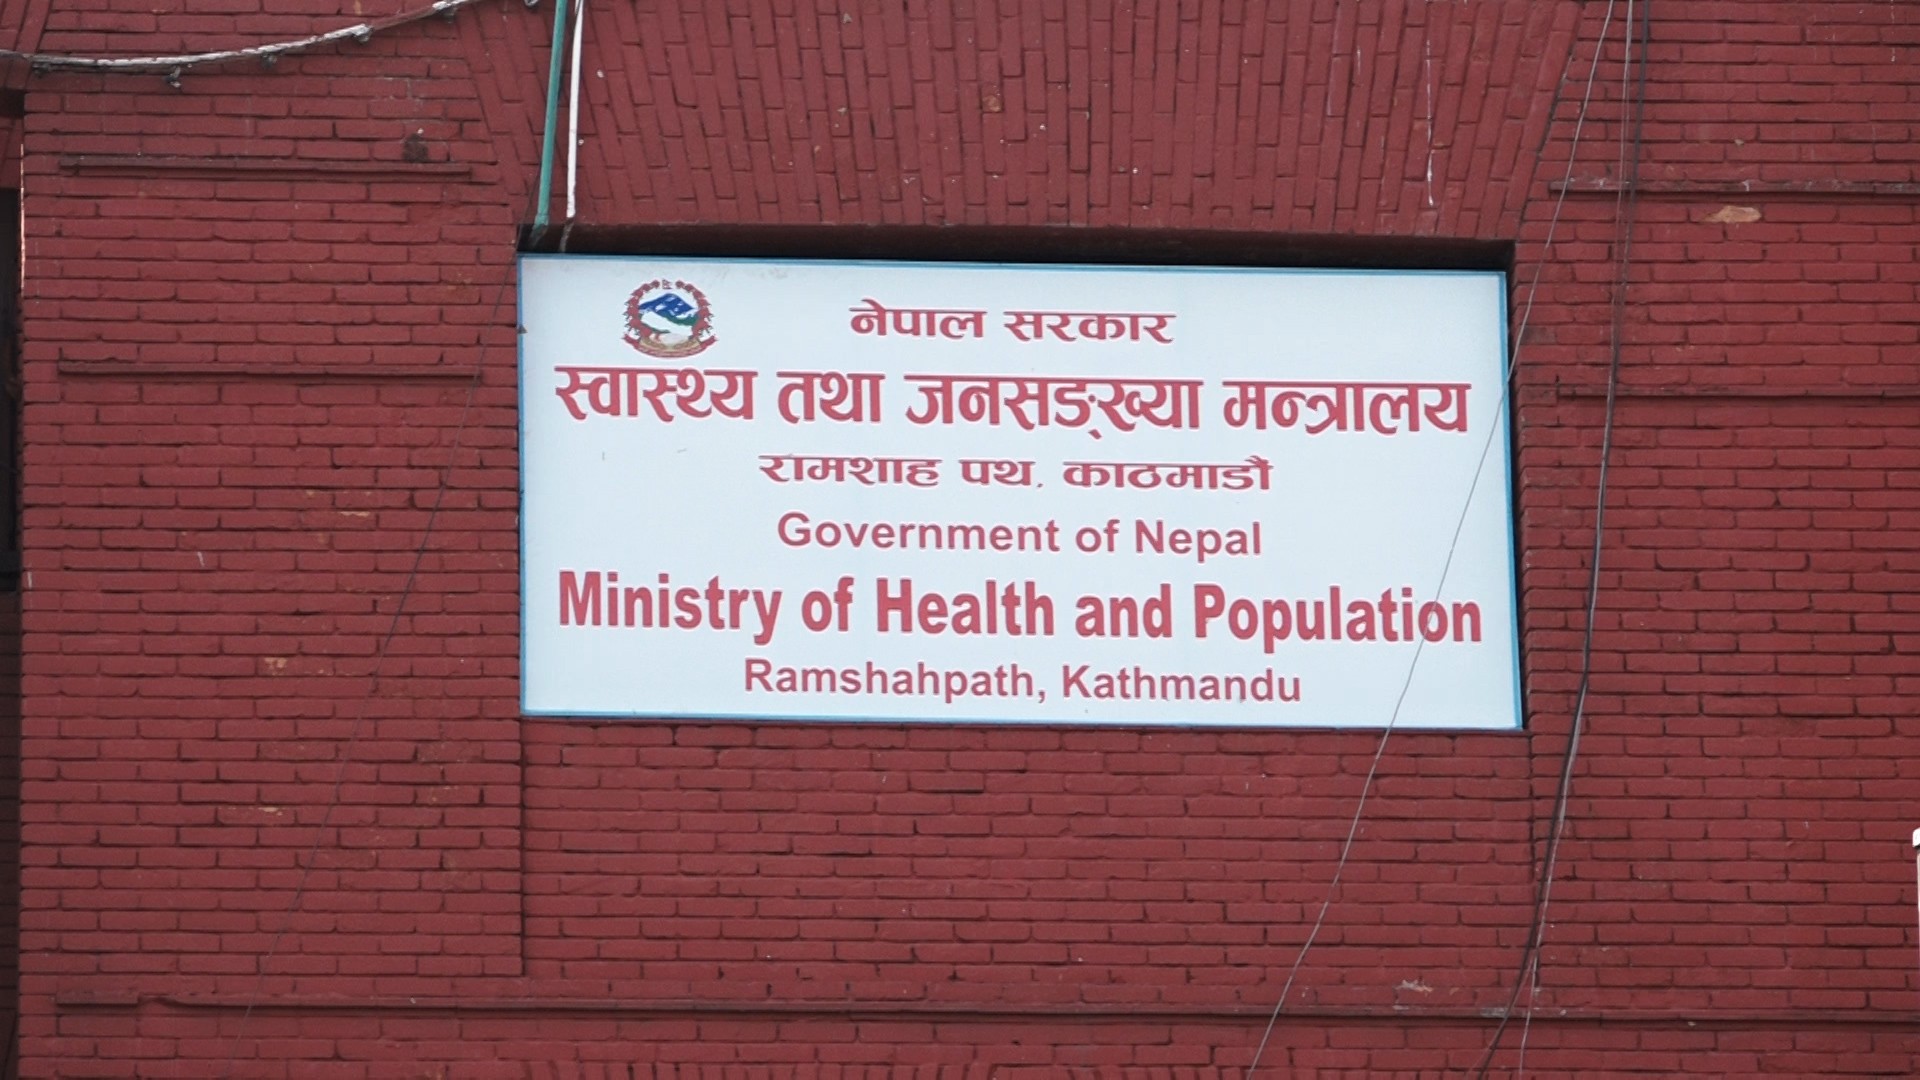 नेपाल सरकार
स्वास्थ्य तथा जनसङ्ख्या मन्त्रालय
रामशाह पथ, काठमाडौं
Government of Nepal
Ministry of Health and Population
Ramshahpath, Kathmandu